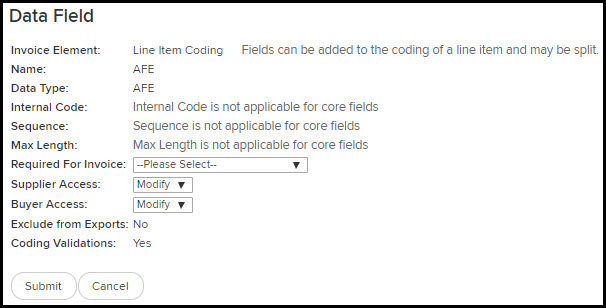 Data Field
Invoice Element: Line Item Coding Fields can be added to the coding of a line item and may be split.
Name: AFE
Data Type: AFE
Internal Code: Internal Code is not applicable for core fields
Sequence: Sequence is not applicable for core fields
Max Length: Max Length is not applicable for core fields
Required For Invoice: --Please Select--
Supplier Access: Modify
Buyer Access: Modify
Exclude from Exports: No
Coding Validations: Yes
Submit Cancel